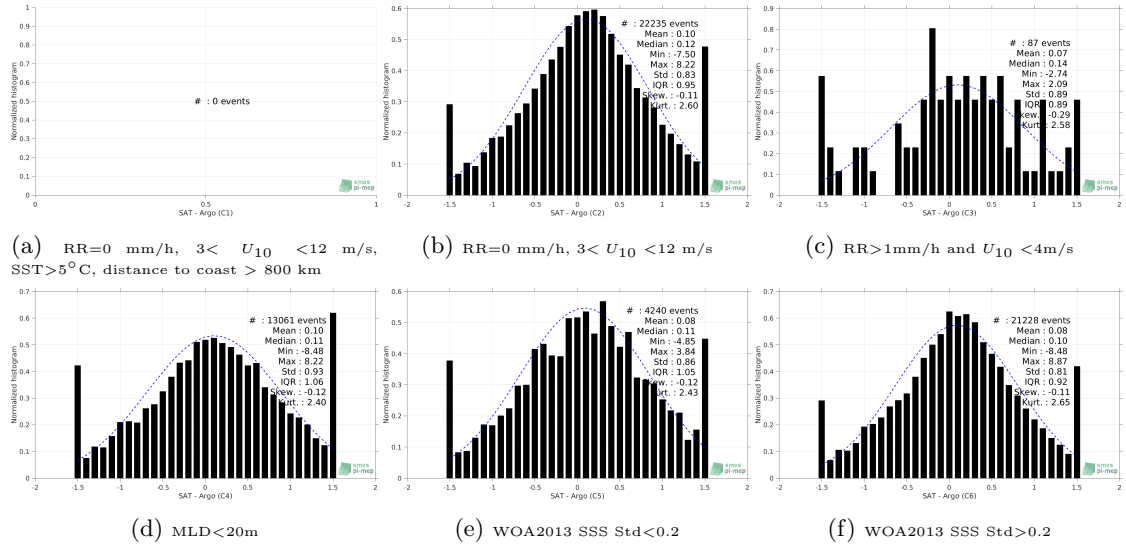 1
0.9
0.8
0.7
0.6
0.5
0.4
0.3
0.2
0.1
0
Normalized histogram
# : 0 events
0 0.5 1
SAT - Argo (C1)
smos
pi-mep
(a) RR=0 mm/h, 3< U10 <12 m/s,
SST>5°C, distance to coast > 800 km
0.6
0.5
0.4
0.3
0.2
0.1
0
Normalized histogram
# : 22235 events
Mean : 0.10
Median : 0.12
Min : -7.50
Max : 8.22
Std : 0.83
IQR : 0.95
Skew. : -0.11
Kurt. : 2.60
-2 -1.5 -1 -0.5 0 0.5 1 1.5 2
SAT - Argo (C2)
smos
pi-mep
(b) RR=0 mm/h, 3< U10 <12 m/s
0.9
0.8
0.7
0.6
0.5
0.4
0.3
0.2
0.1
0
Normalized histogram
# : 87 events
Mean : 0.07
Median : 0.14
Min : -2.74
Max : 2.09
Std : 0.89
IQR : 0.89
Skew. : -0.29
Kurt. : 2.58
-2 -1.5 -1 -0.5 0 0.5 1 1.5 2
SAT - Argo (C3)
smos
pi-mep
(c) RR>1mm/h and U10 <4m/s
0.7
0.6
0.5
0.4
0.3
0.2
0.1
0
Normalized histogram
# : 13061 events
Mean : 0.10
Median : 0.11
Min : -8.48
Max : 8.22
Std : 0.93
IQR : 1.06
Skew. : -0.12
Kurt. : 2.40
-2 -1.5 -1 -0.5 0 0.5 1 1.5 2
SAT - Argo (C4)
smos
pi-mep
(d) MLD<20m
0.6
0.5
0.4
0.3
0.2
0.1
0
Normalized histogram
# : 4240 events
Mean : 0.08
Median : 0.11
Min : -4.85
Max : 3.84
Std : 0.86
IQR : 1.05
Skew. : -0.12
Kurt. : 2.43
-2 -1.5 -1 -0.5 0 0.5 1 1.5 2
SAT - Argo (C5)
smos
pi-mep
(e) WOA2013 SSS Std<0.2
0.7
0.6
0.5
0.4
0.3
0.2
0.1
0
Normalized histogram
# : 21228 events
Mean : 0.08
Median : 0.10
Min : -8.48
Max : 8.87
Std : 0.81
IQR : 0.92
Skew. : -0.11
Kurt. : 2.65
-2 -1.5 -1 -0.5 0 0.5 1 1.5 2
SAT - Argo (C6)
smos
pi-mep
(f) WOA2013 SSS Std>0.2